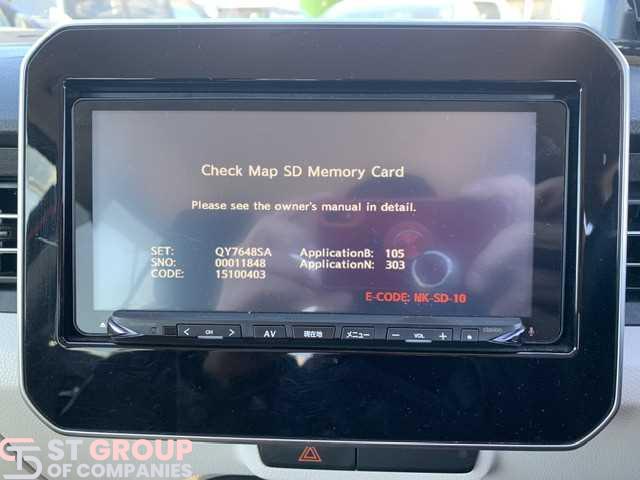 Check Map SD Memory Card
Please see the owner's manual in detail.
SET: QY7648SA ApplicationB: 105
SNO: 00011848 ApplicationN: 303
CODE: 15100403
E-CODE: MK-SD-10
< CH > AV 現在地 メニュー − VOL + clarion
ST GROUP
OF COMPANIES